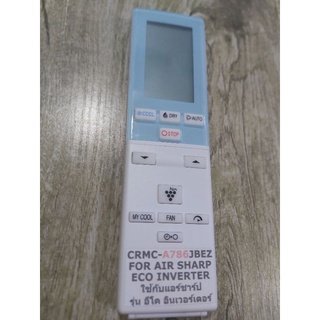 COOL
DRY
AUTO
STOP
ion
MY COOL
FAN
CRMC-A786JBEZ
FOR AIR SHARP
ECO INVERTER
ใช้กับแอร์ชาร์ป
รุ่น อีโค อินเวอร์เตอร์